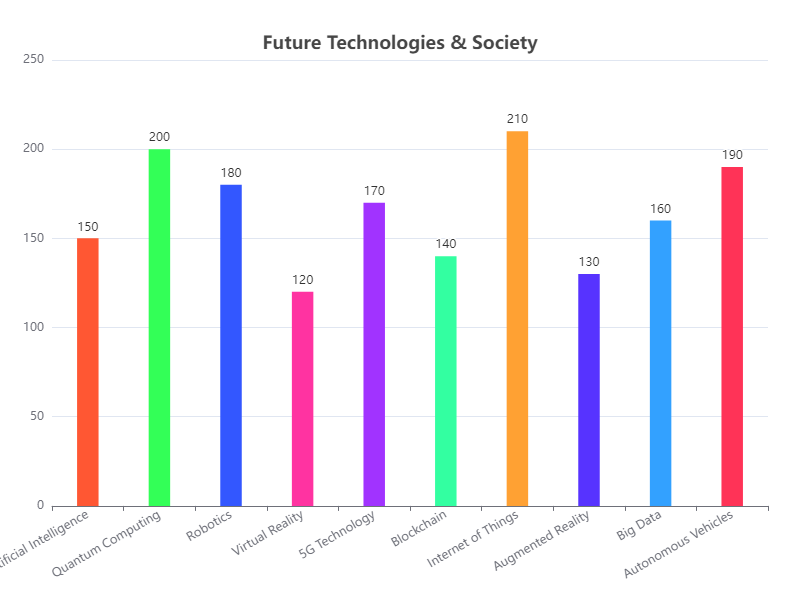 Future Technologies & Society
250
200
150
100
50
0
150
200
180
120
170
140
210
130
160
190
Intelligence
Quantum Computing
Robotics
Virtual Reality
5G Technology
Blockchain
Internet of Things
Augmented Reality
Big Data
Autonomous Vehicles